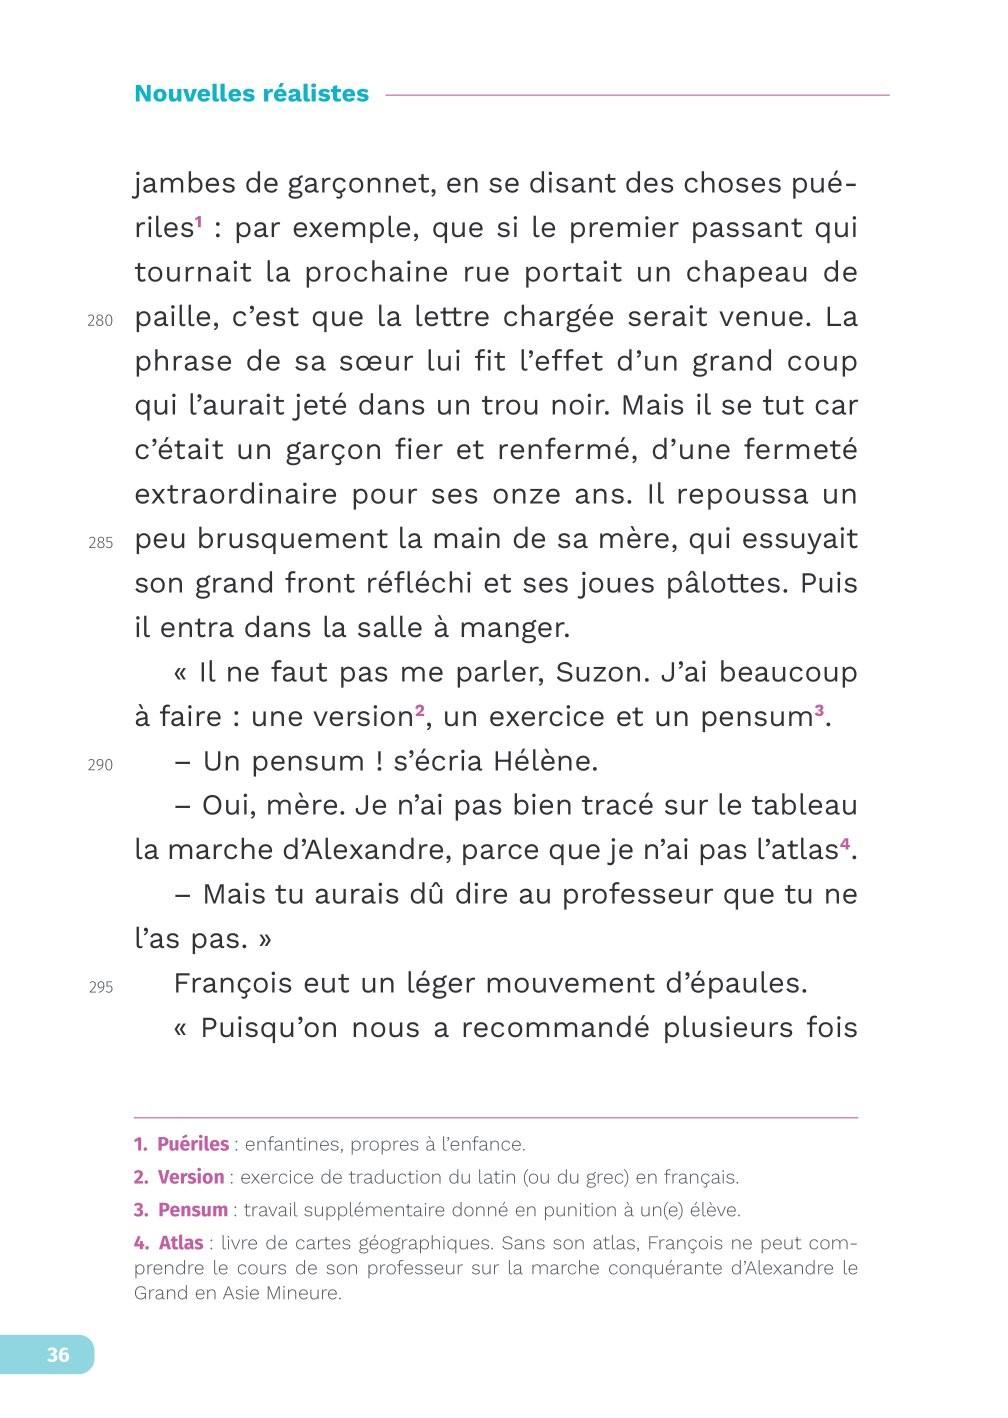 Nouvelles réalistes
jambes de garçonnet, en se disant des choses pué-
riles¹ : par exemple, que si le premier passant qui
tournait la prochaine rue portait un chapeau de
280 paille, c’est que la lettre chargée serait venue. La
phrase de sa sœur lui fit l’effet d’un grand coup
qui l’aurait jeté dans un trou noir. Mais il se tut car
c’était un garçon fier et renfermé, d’une fermeté
extraordinaire pour ses onze ans. Il repoussa un
285 peu brusquement la main de sa mère, qui essuyait
son grand front réfléchi et ses joues pâlottes. Puis
il entra dans la salle à manger.
« Il ne faut pas me parler, Suzon. J’ai beaucoup
à faire : une version², un exercice et un pensum³.
290 – Un pensum ! s’écria Hélène.
– Oui, mère. Je n’ai pas bien tracé sur le tableau
la marche d’Alexandre, parce que je n’ai pas l’atlas⁴.
– Mais tu aurais dû dire au professeur que tu ne
l’as pas. »
295 François eut un léger mouvement d’épaules.
« Puisqu’on nous a recommandé plusieurs fois
1. Puériles : enfantines, propres à l’enfance.
2. Version : exercice de traduction du latin (ou du grec) en français.
3. Pensum : travail supplémentaire donné en punition à un(e) élève.
4. Atlas : livre de cartes géographiques. Sans son atlas, François ne peut com-
prendre le cours de son professeur sur la marche conquérante d’Alexandre le
Grand en Asie Mineure.
36